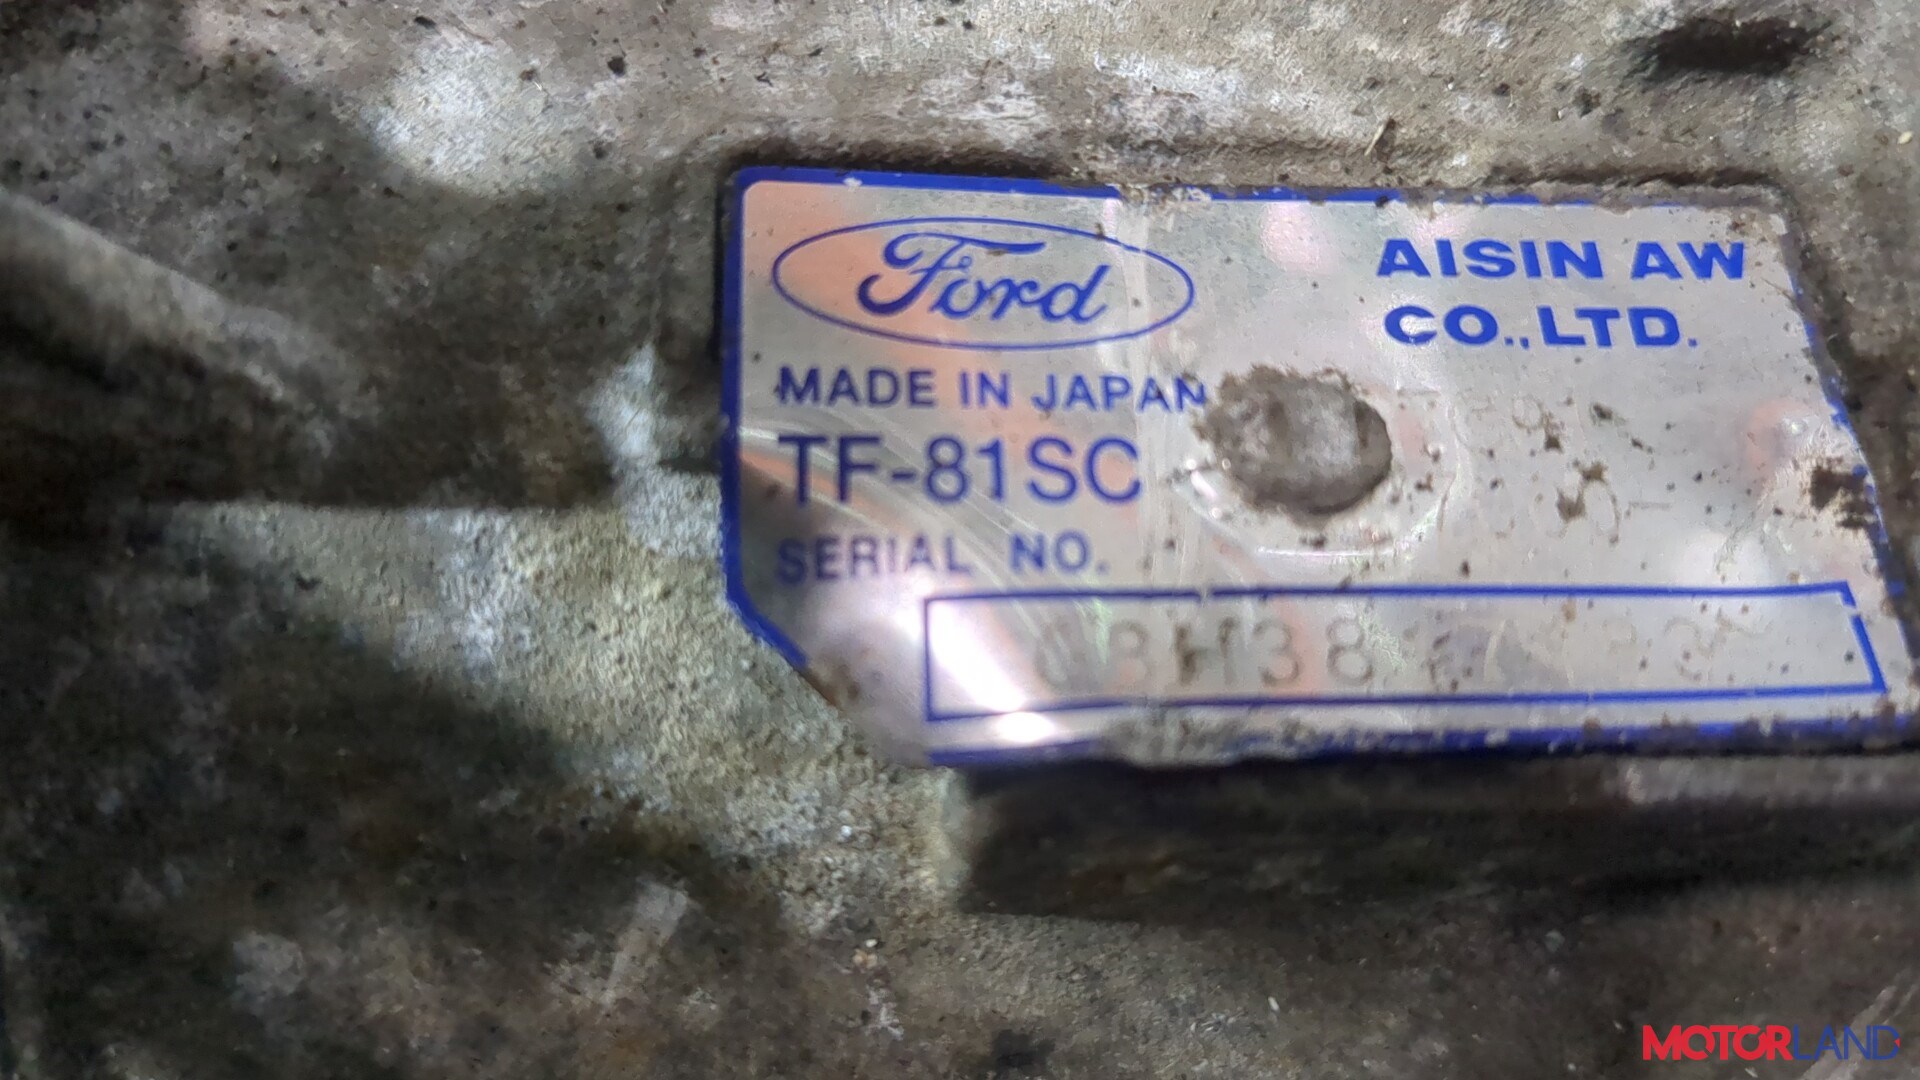 Ford
AISIN AW
CO.,LTD.
MADE IN JAPAN
TF-81SC
SERIAL NO.
MOTORLAND